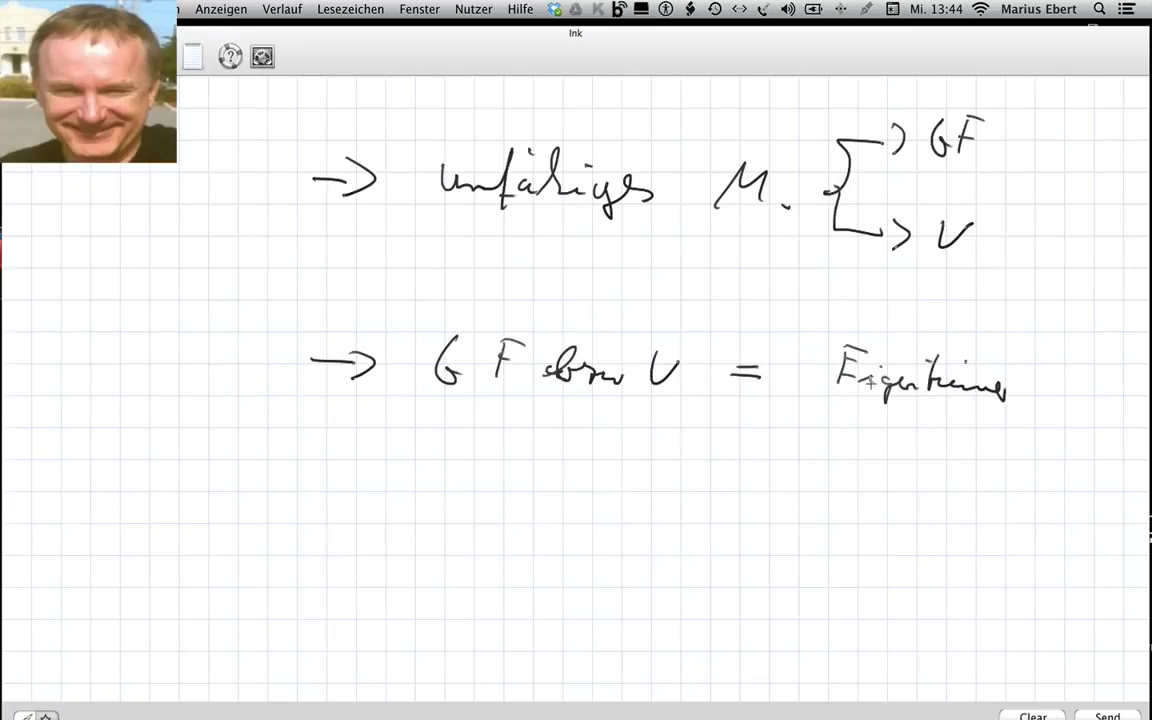 Anzeigen Verlauf Lesezeichen Fenster Nutzer Hilfe Mi. 13:44 Marius Ebert
Ink
→ unfähiges M. → GF
→ V
→ GF bzw V = Eigentümer
Clear Send